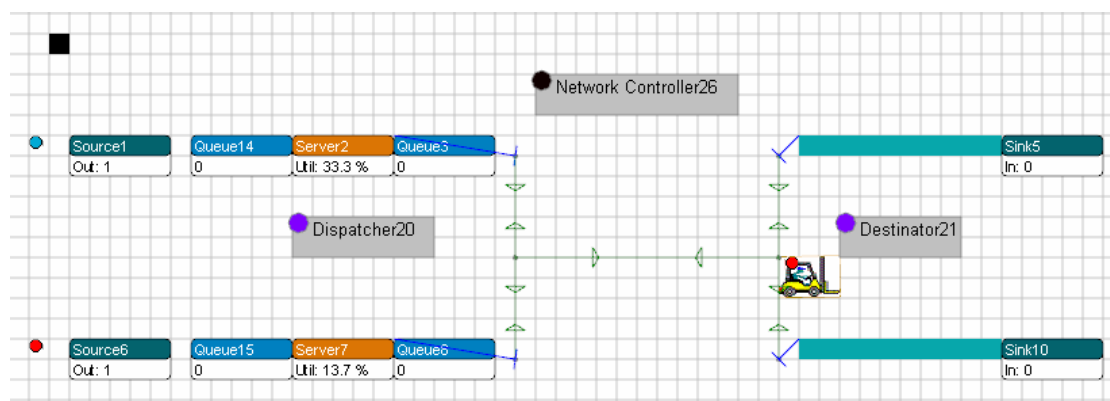 Network Controller26
Source1
Queue14
Server2
Queue3
Sink5
Out: 1
0
Util: 33.3 %
0
In: 0
Dispatcher20
Destinator21
Source6
Queue15
Server7
Queue8
Sink10
Out: 1
0
Util: 13.7 %
0
In: 0